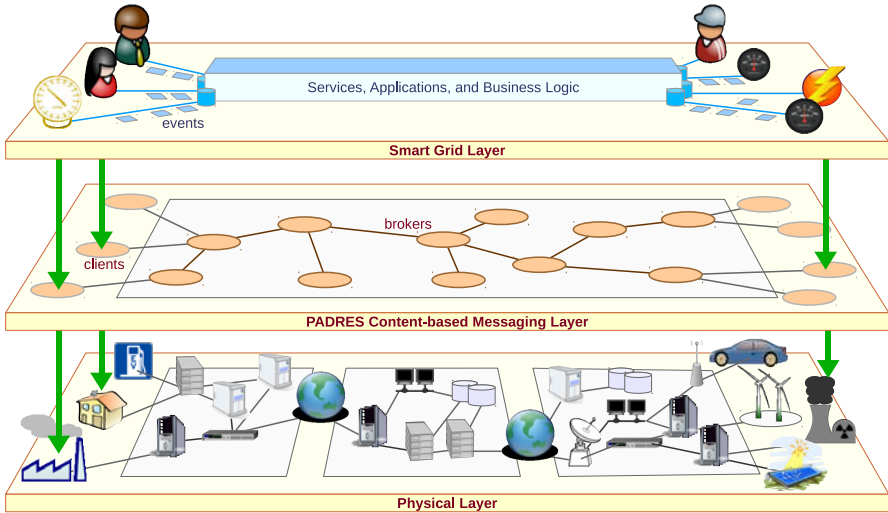 Services, Applications, and Business Logic
events
Smart Grid Layer
brokers
clients
PADRES Content-based Messaging Layer
Physical Layer